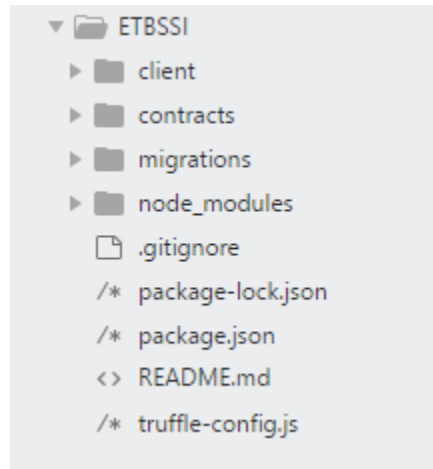 ETBSSI
client
contracts
migrations
node_modules
.gitignore
/* package-lock.json
/* package.json
<> README.md
/* truffle-config.js